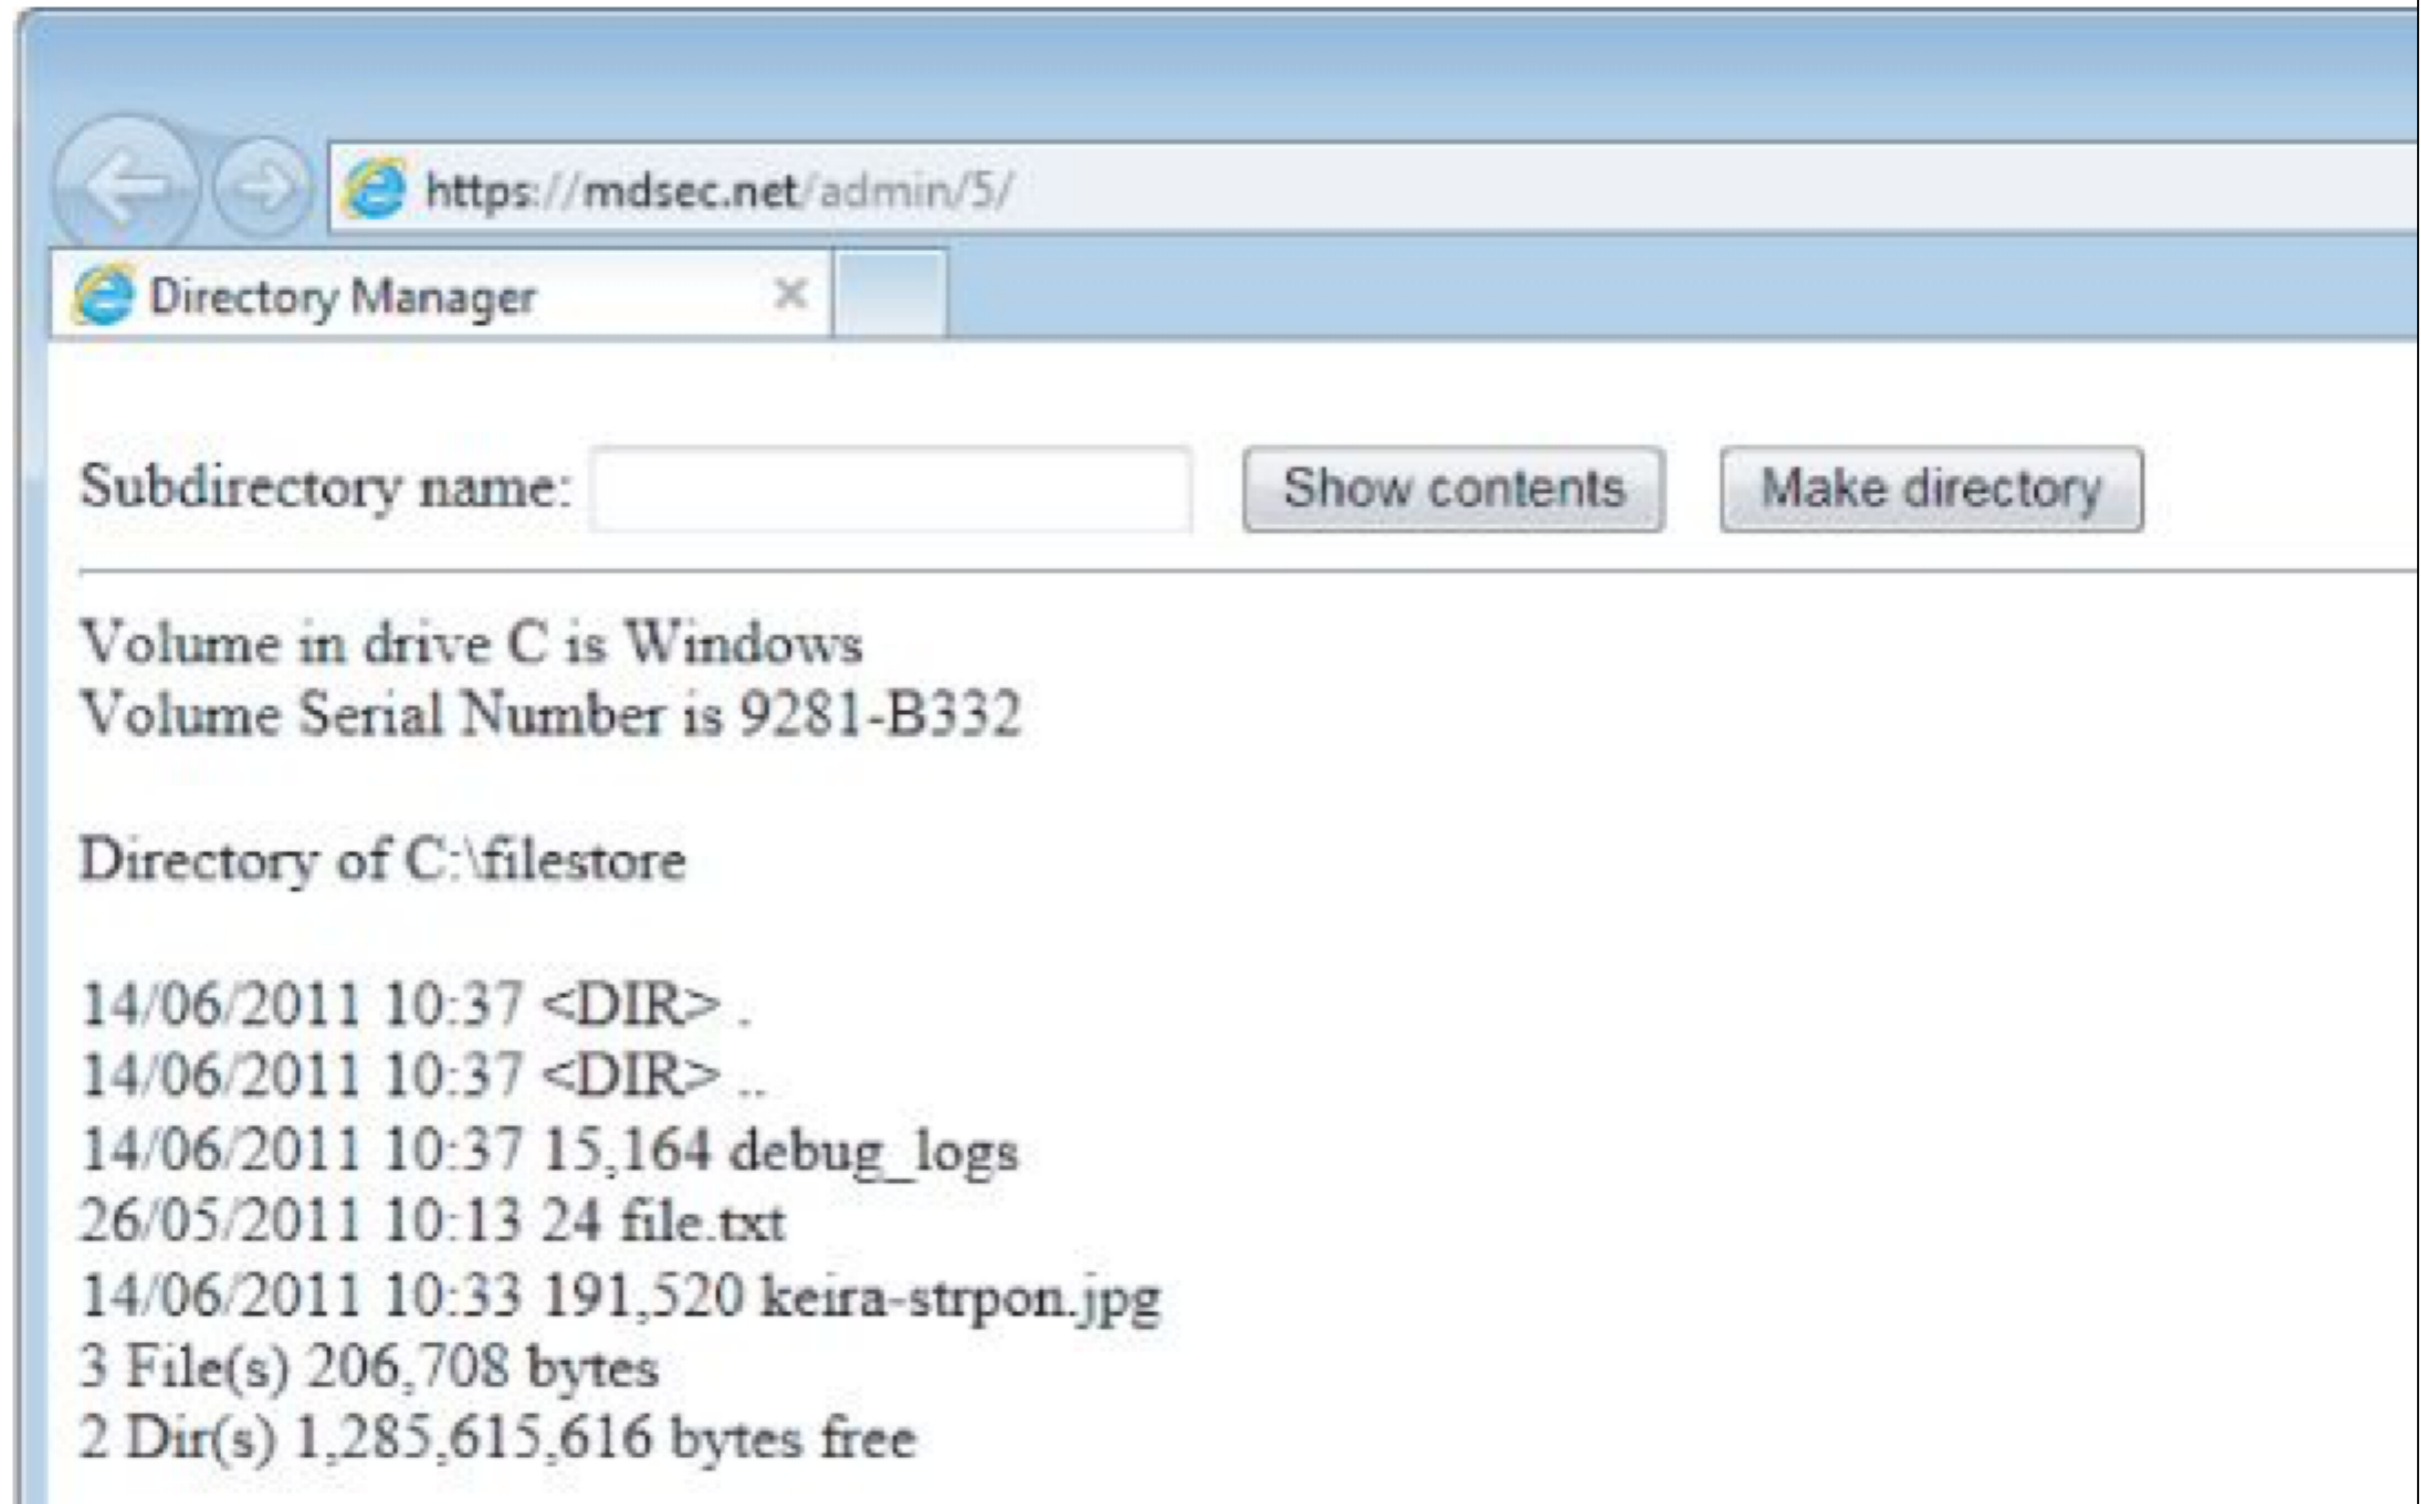 https://mdsec.net/admin/5/
Directory Manager
Subdirectory name: Show contents Make directory
Volume in drive C is Windows
Volume Serial Number is 9281-B332
Directory of C:\filestore
14/06/2011 10:37 <DIR> .
14/06/2011 10:37 <DIR> ..
14/06/2011 10:37 15,164 debug_logs
26/05/2011 10:13 24 file.txt
14/06/2011 10:33 191,520 keira-strpon.jpg
3 File(s) 206,708 bytes
2 Dir(s) 1,285,615,616 bytes free